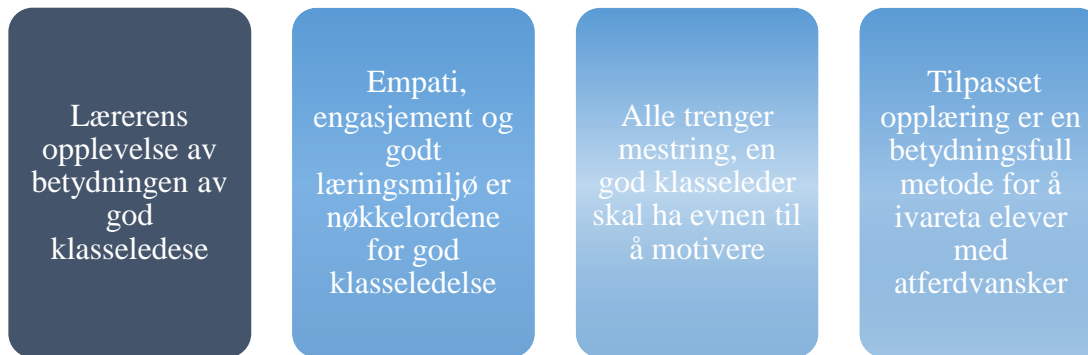 Lærerens
opplevelse av
betydningen av
god
klasseledese
Empati,
engasjement og
godt
læringsmiljø er
nøkkelordene
for god
klasseledelse
Alle trenger
mestring, en
god klasseleder
skal ha evnen til
å motivere
Tilpasset
opplæring er en
betydningsfull
metode for å
ivareta elever
med
atferdvansker